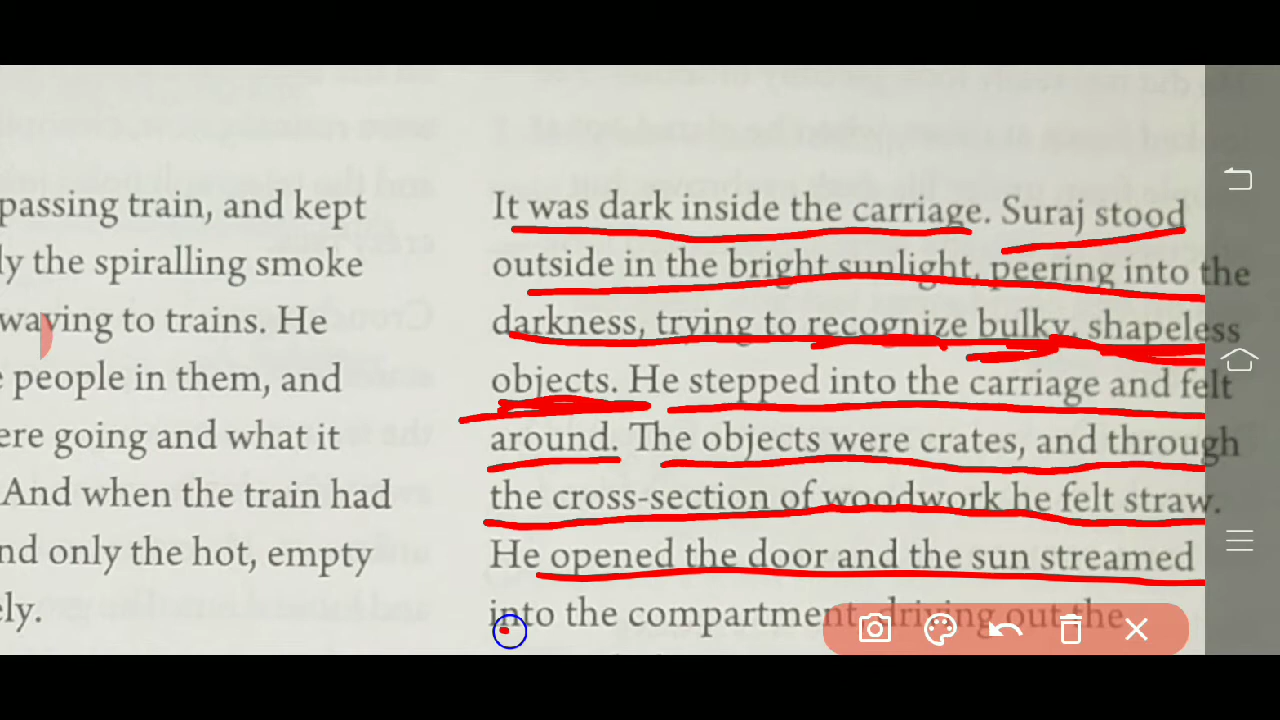 passing train, and kept
ly the spiralling smoke
waving to trains. He
people in them, and
ere going and what it
And when the train had
nd only the hot, empty
ely.
It was dark inside the carriage. Suraj stood
outside in the bright sunlight, peering into the
darkness, trying to recognize bulky, shapeless
objects. He stepped into the carriage and felt
around. The objects were crates, and through
the cross-section of woodwork he felt straw.
He opened the door and the sun streamed
into the compartment, driving out the